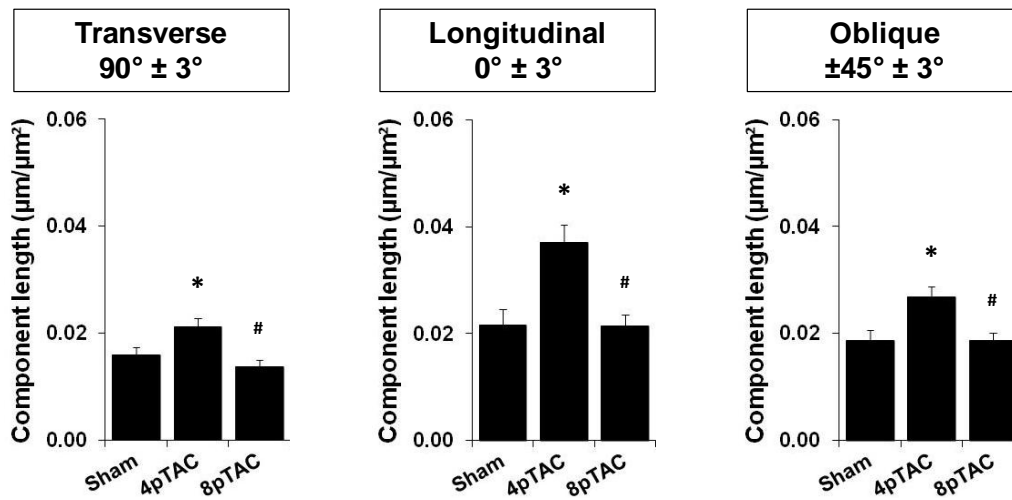 Transverse
90° ± 3°
Component length (µm/µm²)
0.06
0.04
0.02
0.00
*
#
Sham
4pTAC
8pTAC
Longitudinal
0° ± 3°
Component length (µm/µm²)
0.06
0.04
0.02
0.00
*
#
Sham
4pTAC
8pTAC
Oblique
±45° ± 3°
Component length (µm/µm²)
0.06
0.04
0.02
0.00
*
#
Sham
4pTAC
8pTAC